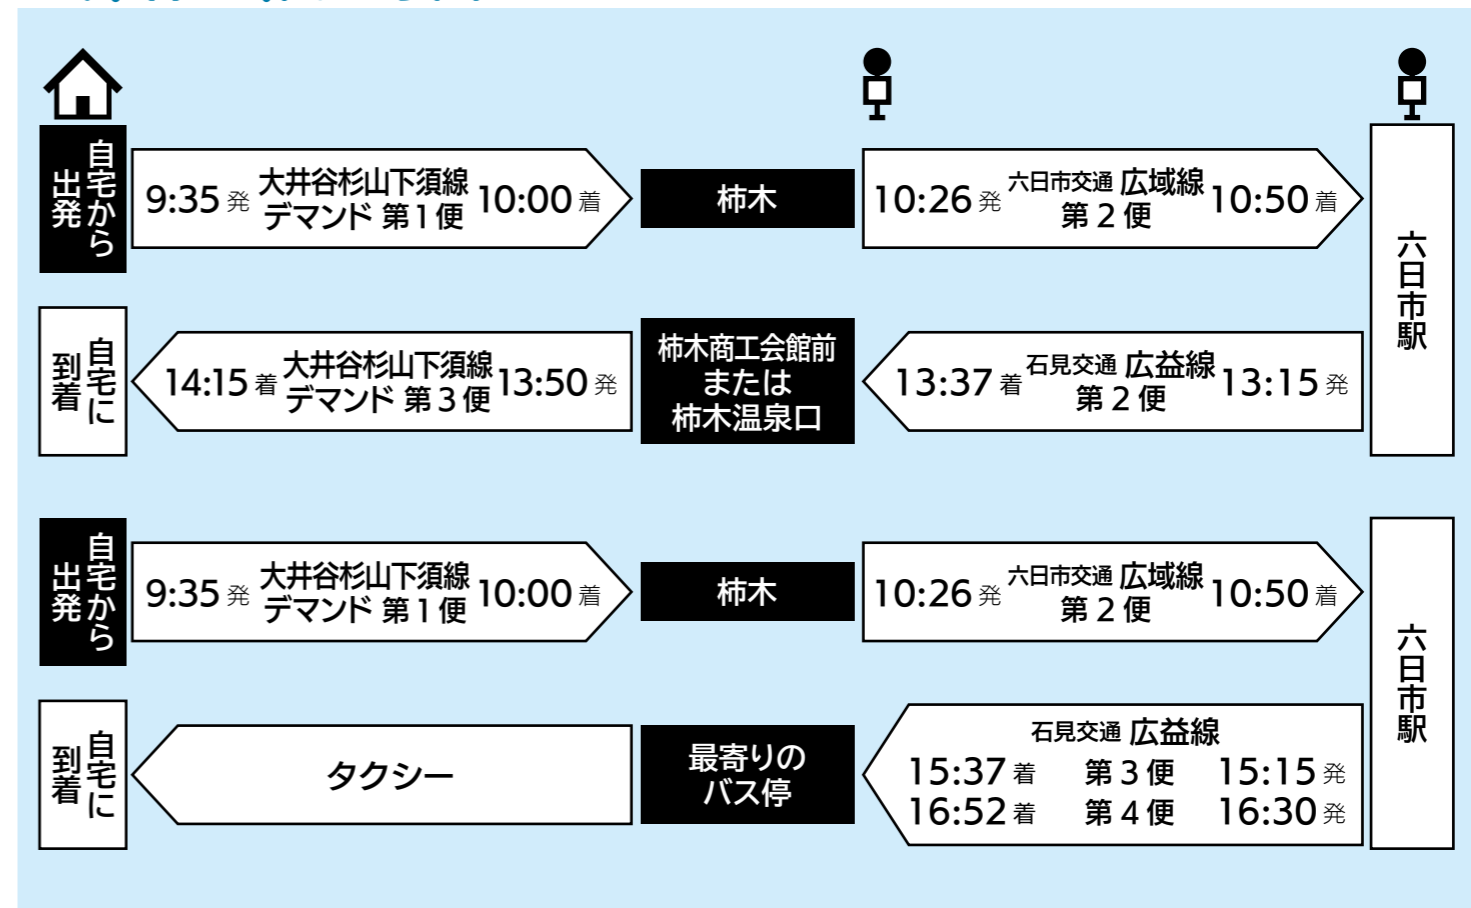 自宅から
出発
9:35 発 大井谷杉山下須線 10:00 着
デマンド 第1便
柿木
10:26 発 六日市交通 広域線 10:50 着
第2便
六日市駅
自宅に
到着
14:15 着 大井谷杉山下須線 13:50 発
デマンド 第3便
柿木商工会館前
または
柿木温泉口
13:37 着 石見交通 広益線 13:15 発
第2便
自宅から
出発
9:35 発 大井谷杉山下須線 10:00 着
デマンド 第1便
柿木
10:26 発 六日市交通 広域線 10:50 着
第2便
六日市駅
自宅に
到着
タクシー
最寄りの
バス停
石見交通 広益線
15:37 着 第3便 15:15 発
16:52 着 第4便 16:30 発